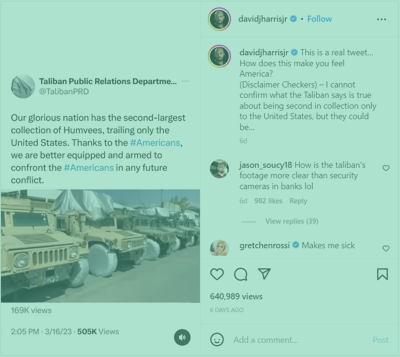 Taliban Public Relations Departme...
@TalibanPRD
Our glorious nation has the second-largest
collection of Humvees, trailing only the
United States. Thanks to the #Americans,
we are better equipped and armed to
confront the #Americans in any future
conflict.
169K views
2:05 PM · 3/16/23 · 505K Views
davidjharrisjr • Follow
davidjharrisjr This is a real tweet...
How does this make you feel
America?
(Disclaimer Checkers) – I cannot
confirm what the Taliban says is true
about being second in collection only
to the United States, but they could
be...
6d
jason_soucy18 How is the taliban's
footage more clear than security
cameras in banks lol
6d 982 likes Reply
View replies (39)
gretchenrossi Makes me sick
640,989 views
6 DAYS AGO
Add a comment... Post